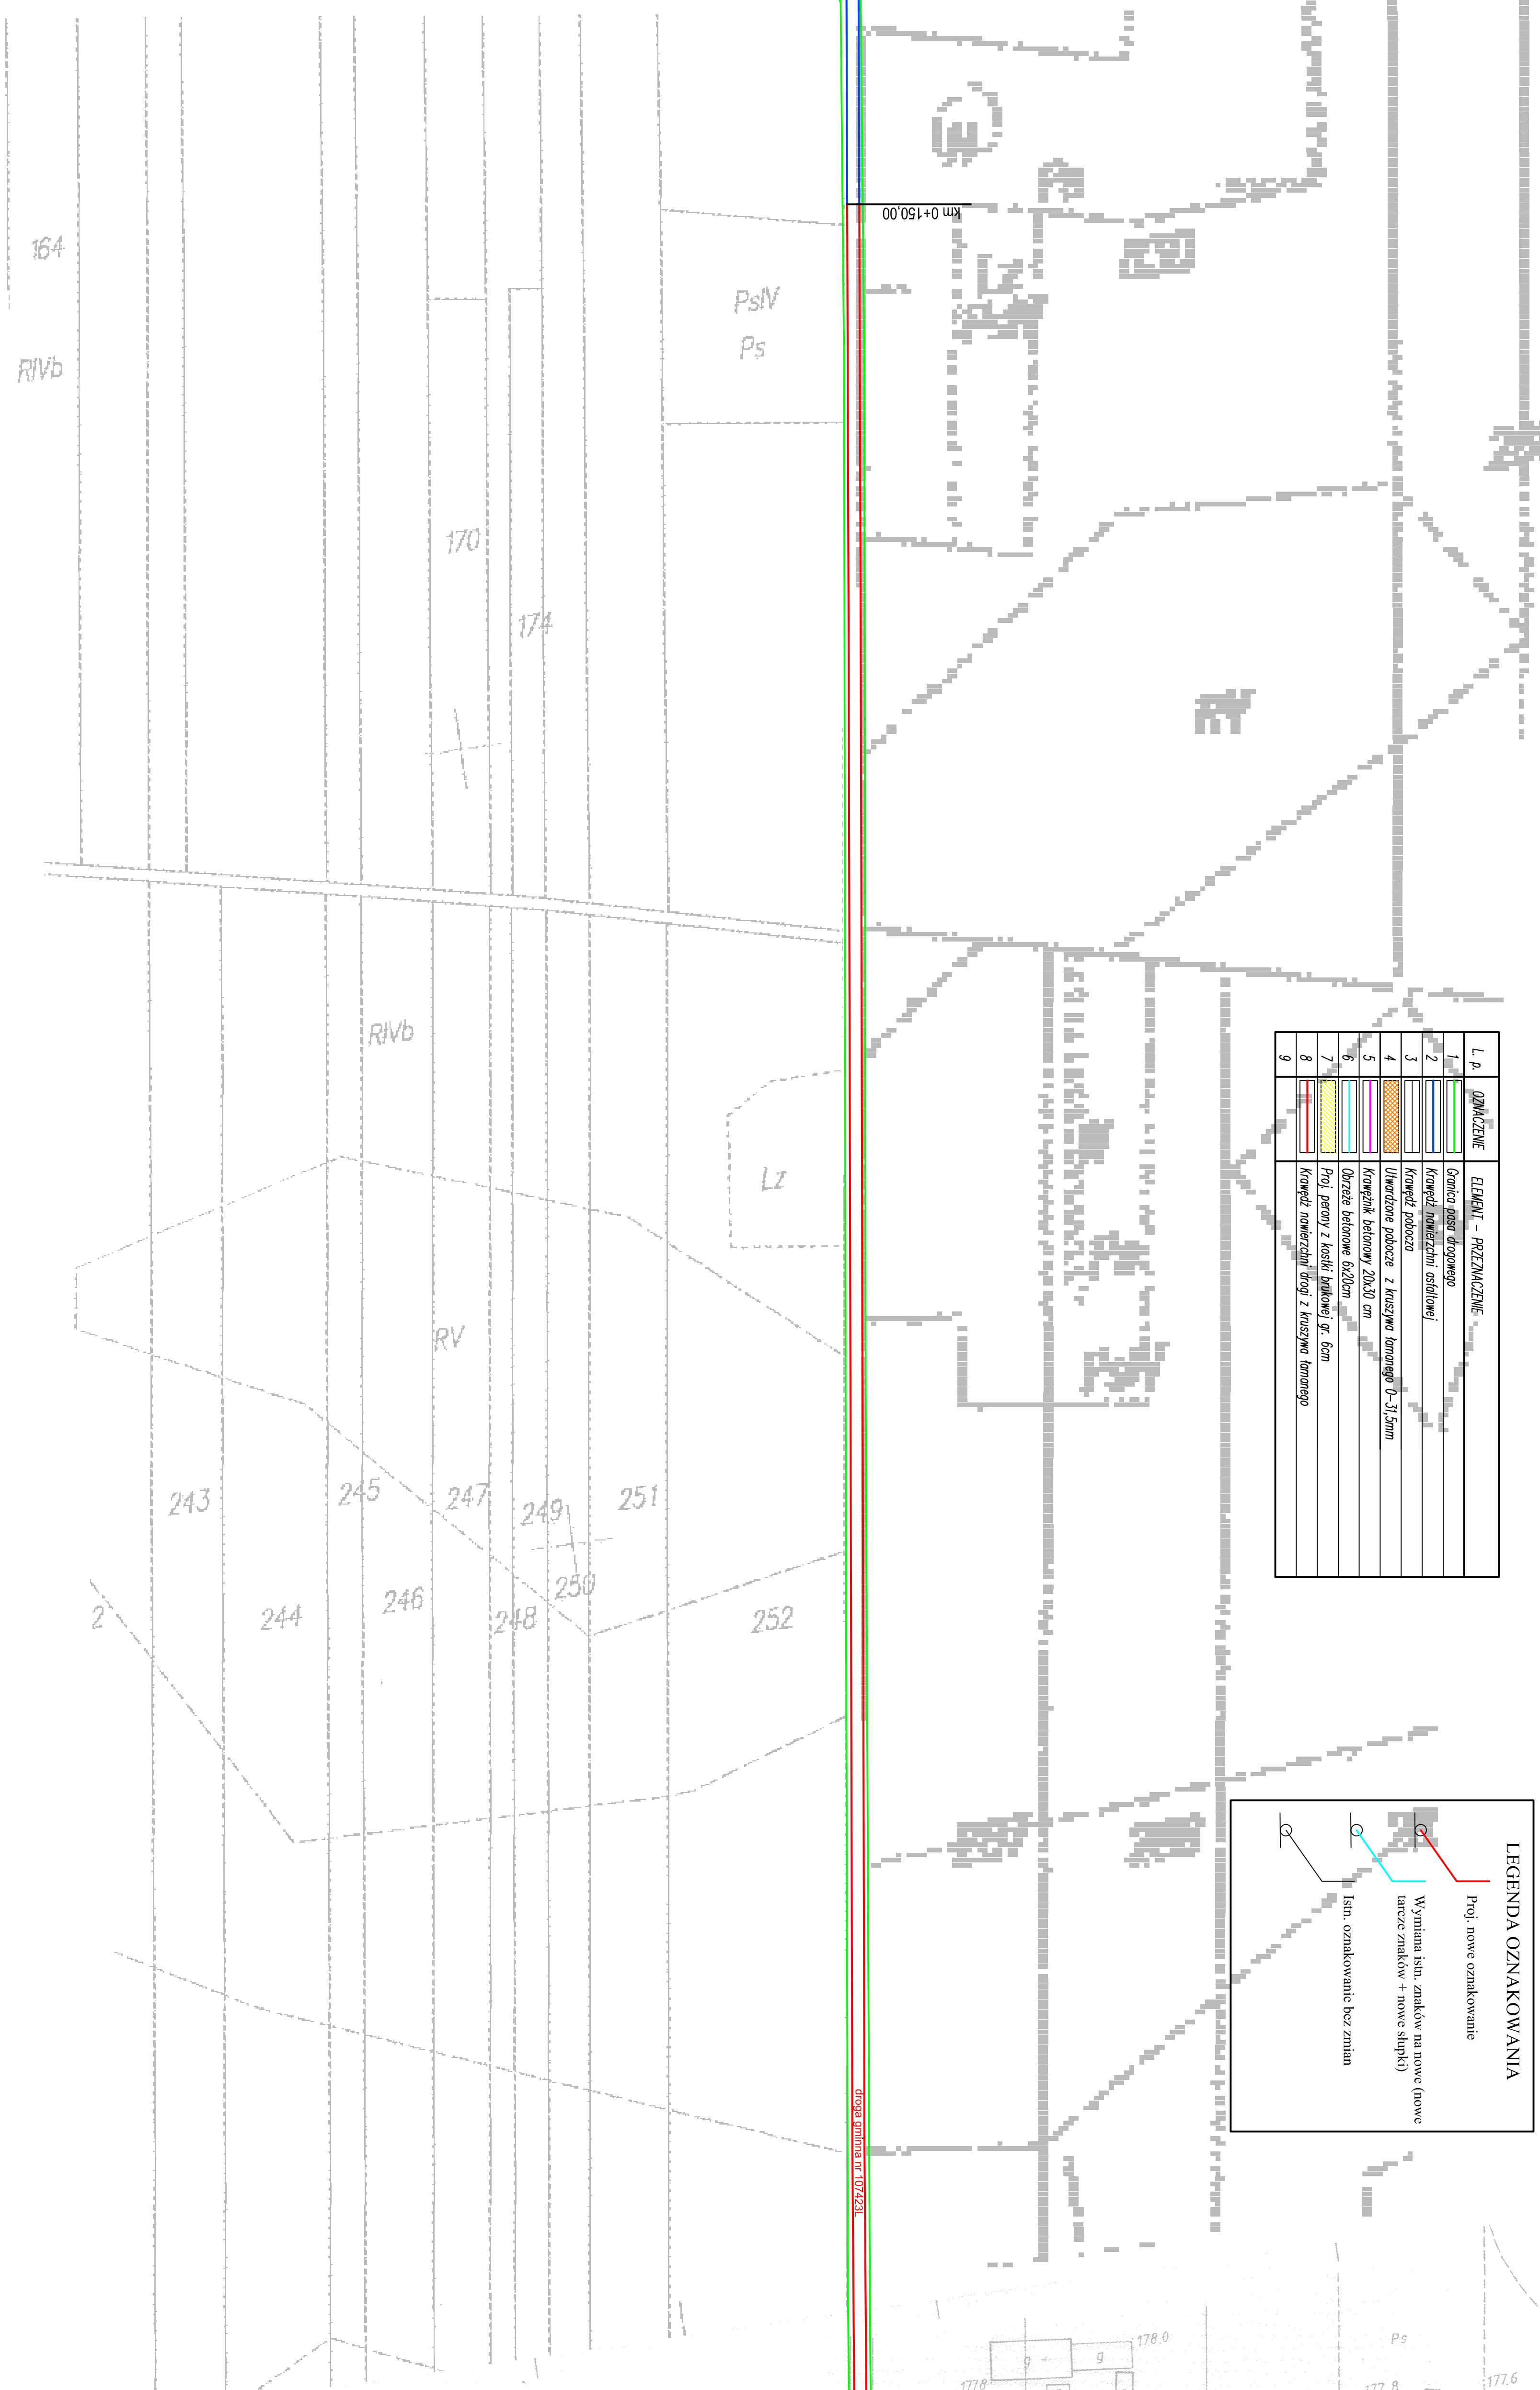 km 0+150,00
164
RIVb
PsIV
Ps
170
174
RIVb
Lz
RV
243
245
247
249
251
250
2
244
246
248
252
droga gminna nr 107423L
L. p. OZNACZENIE ELEMENT – PRZEZNACZENIE
1 Granica pasa drogowego
2 Krawędź nawierzchni asfaltowej
3 Krawędź pobocza
4 Utwardzone pobocze z kruszywa łamanego 0-31,5mm
5 Krawężnik betonowy 20x30 cm
6 Obrzeże betonowe 6x20cm
7 Proj. perony z kostki brukowej gr. 6cm
8 Krawędź nawierzchni drogi z kruszywa łamanego
9
LEGENDA OZNAKOWANIA
Proj. nowe oznakowanie
Wymiana istn. znaków na nowe (nowe
tarcze znaków + nowe słupki)
Istn. oznakowanie bez zmian
178.0
g
g
Ps
177.8
177.6